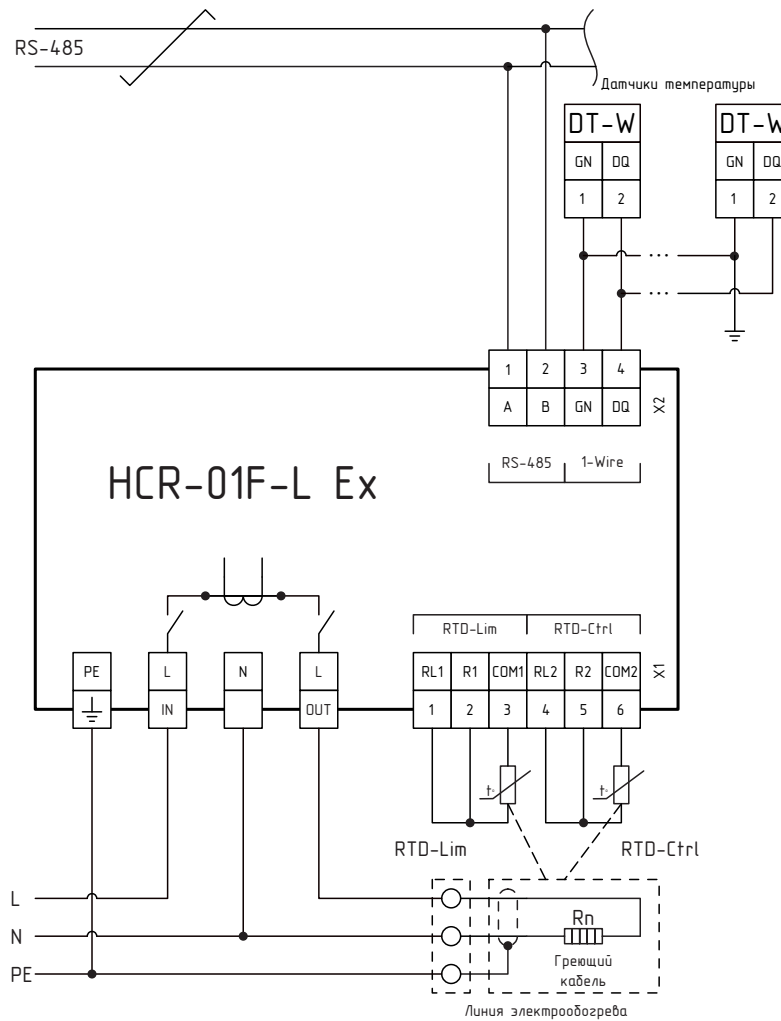 RS-485
Датчики температуры
DT-W DT-W
GN DQ GN DQ
1 2 1 2
... ...
1 2 3 4
A B GN DQ
X2
RS-485 1-Wire
HCR-01F-L Ex
RTD-Lim RTD-Ctrl
PE L N L RL1 R1 COM1 RL2 R2 COM2
X1
IN OUT 1 2 3 4 5 6
t° t°
RTD-Lim RTD-Ctrl
L
N
PE
Rn
Греющий
кабель
Линия электрообогрева